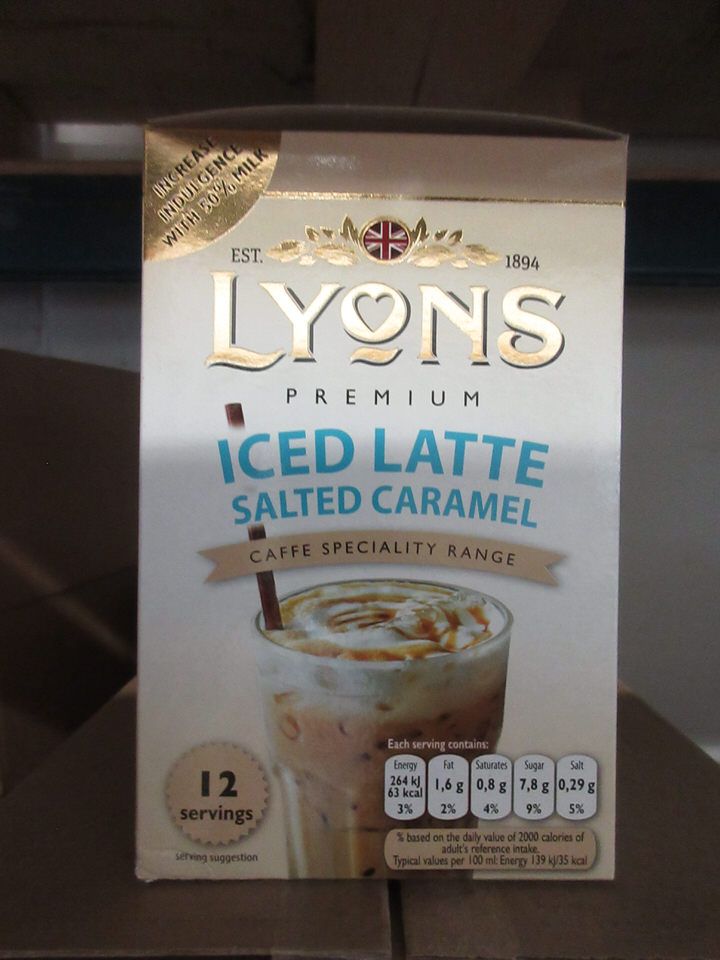 INCREASE
INDULGENCE
WITH 50% MILK
EST. 1894
LYONS
PREMIUM
ICED LATTE
SALTED CARAMEL
CAFFE SPECIALITY RANGE
12
servings
serving suggestion
Each serving contains:
Energy Fat Saturates Sugar Salt
264 kJ
63 kcal 1,6 g 0,8 g 7,8 g 0,29 g
3% 2% 4% 9% 5%
% based on the daily value of 2000 calories of
adult's reference intake.
Typical values per 100 ml: Energy 139 kJ/35 kcal